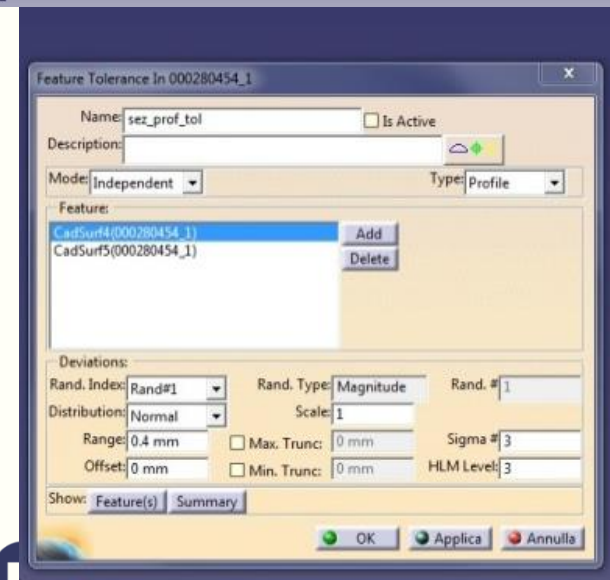 Feature Tolerance In 000280454_1
x
Name: sez_prof_tol Is Active
Description:
Mode: Independent Type: Profile
Feature:
CadSurf4(000280454_1) Add
CadSurf5(000280454_1) Delete
Deviations:
Rand. Index: Rand#1 Rand. Type: Magnitude Rand. # 1
Distribution: Normal Scale: 1
Range: 0.4 mm Max. Trunc: 0 mm Sigma # 3
Offset: 0 mm Min. Trunc: 0 mm HLM Level: 3
Show: Feature(s) Summary
OK Applica Annulla